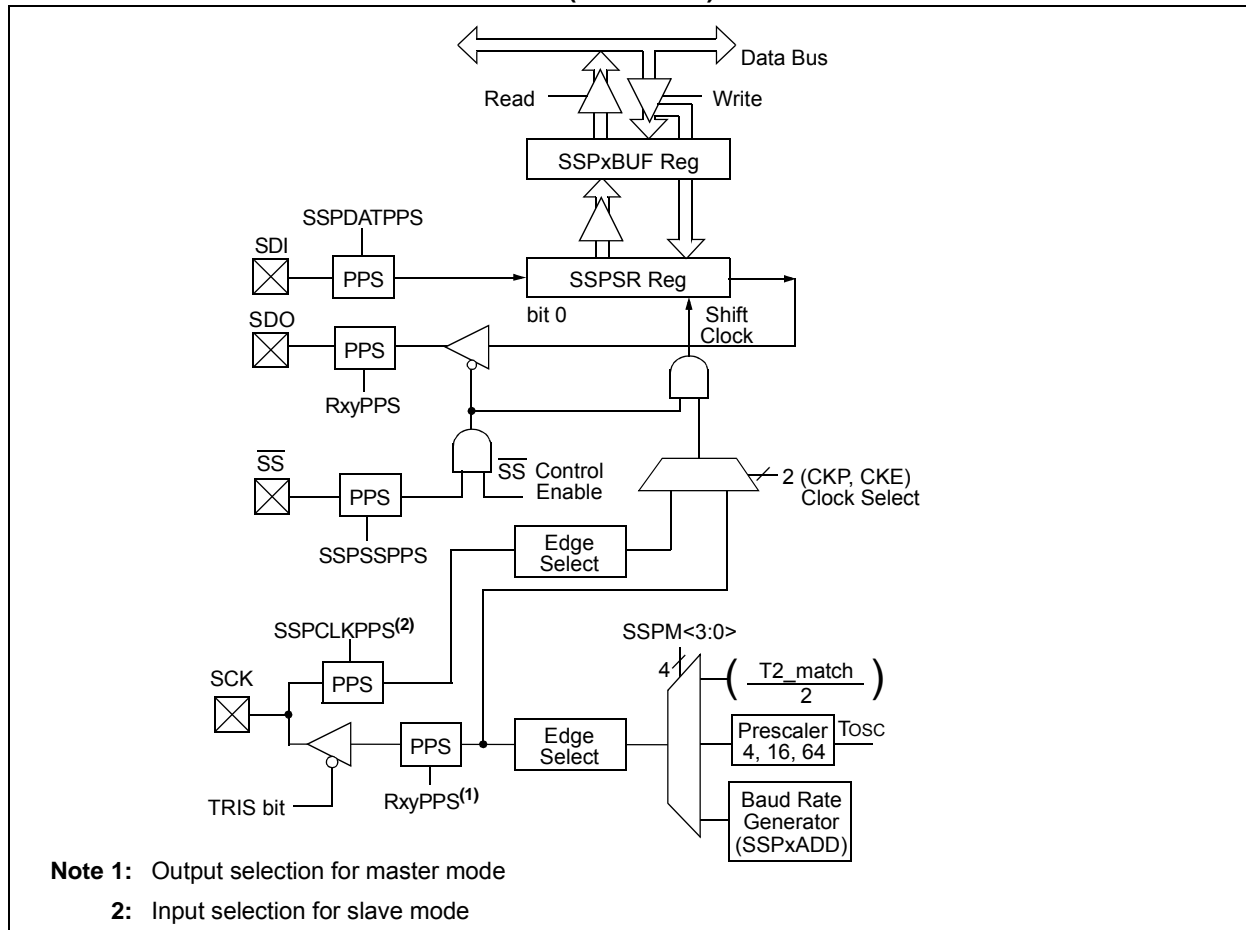 Data Bus
Read
Write
SSPxBUF Reg
SSPDATPPS
SDI
PPS
SSPSR Reg
bit 0
Shift
Clock
SDO
PPS
RxyPPS
SS
PPS
SSPSSPPS
SS Control
Enable
2 (CKP, CKE)
Clock Select
Edge
Select
SSPCLKPPS(2)
SCK
PPS
SSPM<3:0>
4
( T2_match
2 )
Prescaler
4, 16, 64
TOSC
Edge
Select
PPS
RxyPPS(1)
TRIS bit
Baud Rate
Generator
(SSPxADD)
Note 1: Output selection for master mode
2: Input selection for slave mode